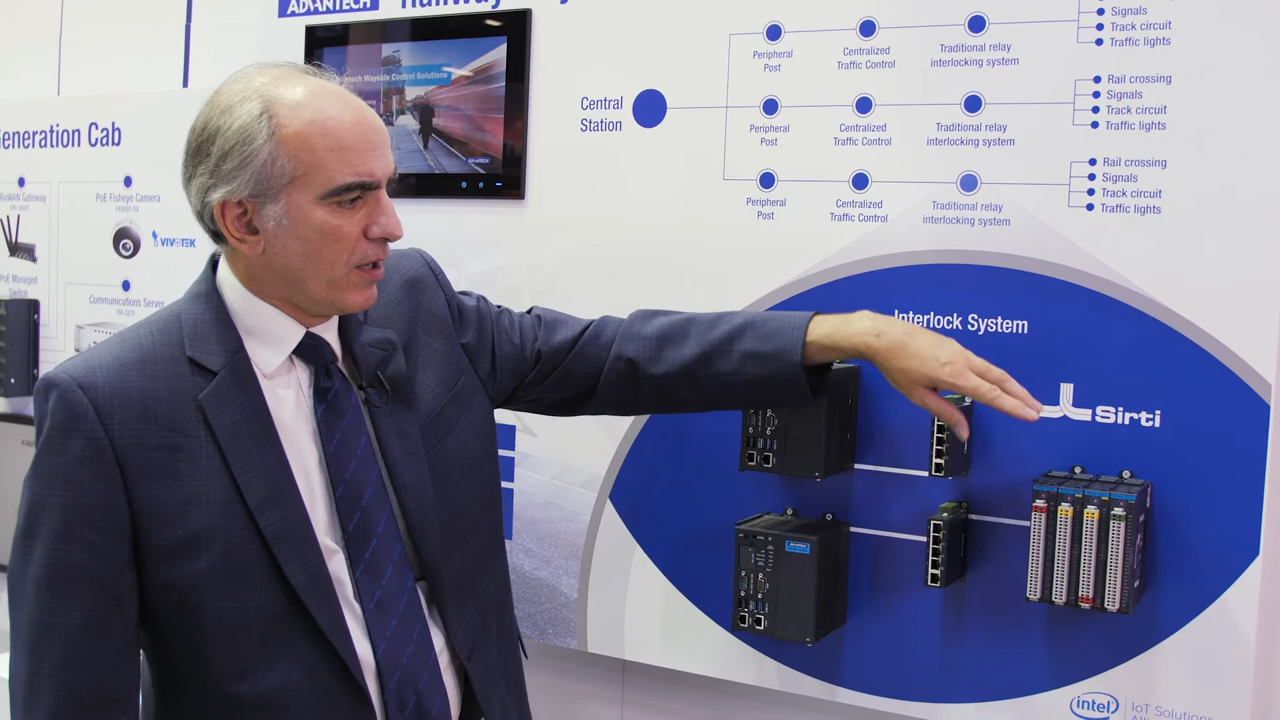 ADVANTECH
Railway
ntech Wayside Control Solutions
ADVANTECH
Generation Cab
PoE Fisheye Camera
VIVOTEK
PoE Managed
Switch
Communications Server
Central
Station
Peripheral
Post
Centralized
Traffic Control
Traditional relay
interlocking system
Signals
Track circuit
Traffic lights
Peripheral
Post
Centralized
Traffic Control
Traditional relay
interlocking system
Rail crossing
Signals
Track circuit
Traffic lights
Peripheral
Post
Centralized
Traffic Control
Traditional relay
interlocking system
Rail crossing
Signals
Track circuit
Traffic lights
Interlock System
Sirti
ADVANTECH
intel
IoT Solutions